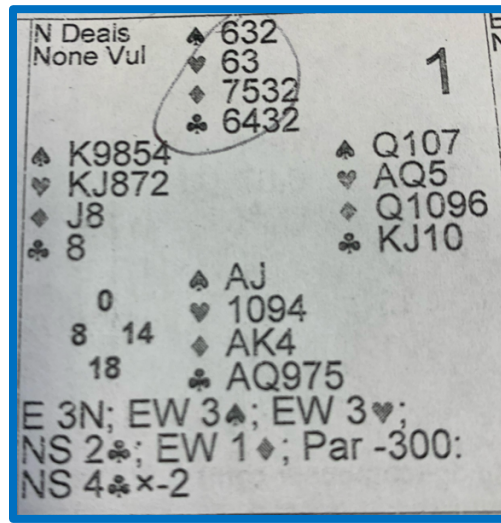 N Deals
None Vul
♠ 632
♥ 63
♦ 7532
♣ 6432
1
♠ K9854
♥ KJ872
♦ J8
♣ 8
♠ Q107
♥ AQ5
♦ Q1096
♣ KJ10
0
8 14
18
♠ AJ
♥ 1094
♦ AK4
♣ AQ975
E 3N; EW 3♠; EW 3♥;
NS 2♣; EW 1♦; Par -300:
NS 4♣×-2